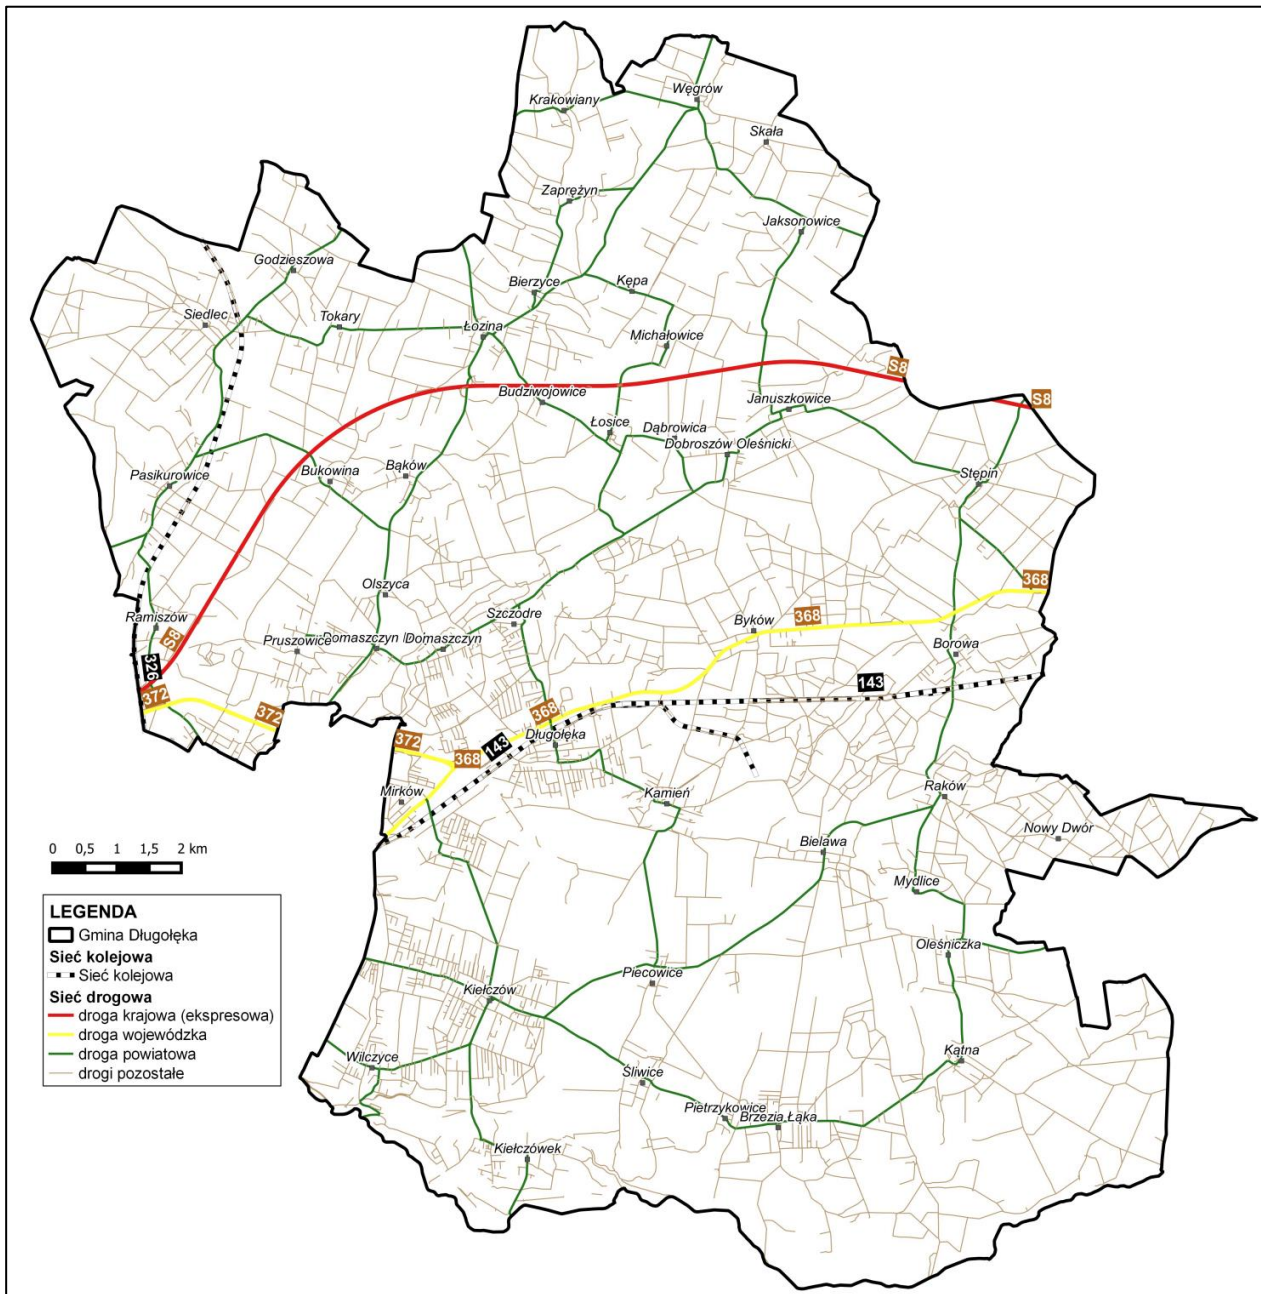 Węgrów
Krakowiany
Skała
Zaprężyn
Jaksonowice
Godzieszowa
Bierzyce
Kępa
Siedlec
Tokary
Łozina
Michałowice
S8
Budziwojowice
Januszkowice
S8
Łosice
Dąbrowica
Dobroszów Oleśnicki
Pasikurowice
Bukowina
Bąków
Stępin
Olszyca
368
Ramiszów
Szczodre
Byków
368
S8
Pruszowice
Domaszczyn
Domaszczyn
Borowa
326
372
372
143
368
372
143
Długołęka
368
Mirków
Kamień
Raków
Nowy Dwór
Bielawa
0 0,5 1 1,5 2 km
Mydlice
LEGENDA
Gmina Długołęka
Sieć kolejowa
Sieć kolejowa
Sieć drogowa
droga krajowa (ekspresowa)
droga wojewódzka
droga powiatowa
drogi pozostałe
Oleśniczka
Piecowice
Kiełczów
Wilczyce
Kątna
Śliwice
Pietrzykowice
Brzezia Łąka
Kiełczówek